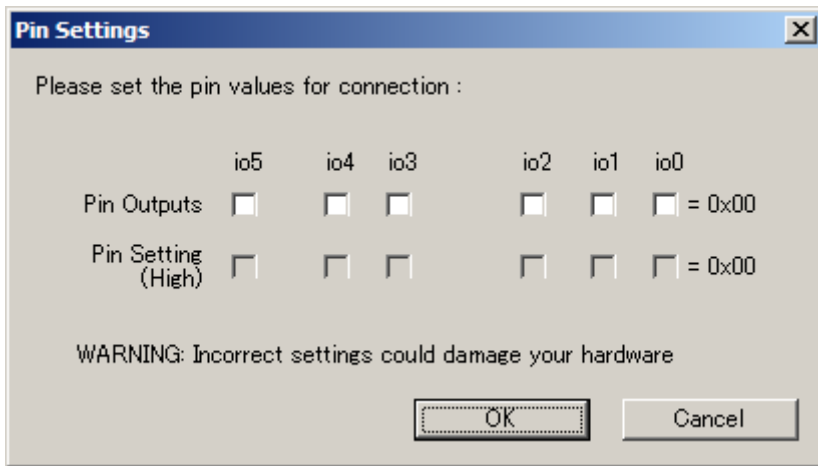 Pin Settings
Please set the pin values for connection :
io5 io4 io3 io2 io1 io0
Pin Outputs = 0x00
Pin Setting
(High) = 0x00
WARNING: Incorrect settings could damage your hardware
OK Cancel